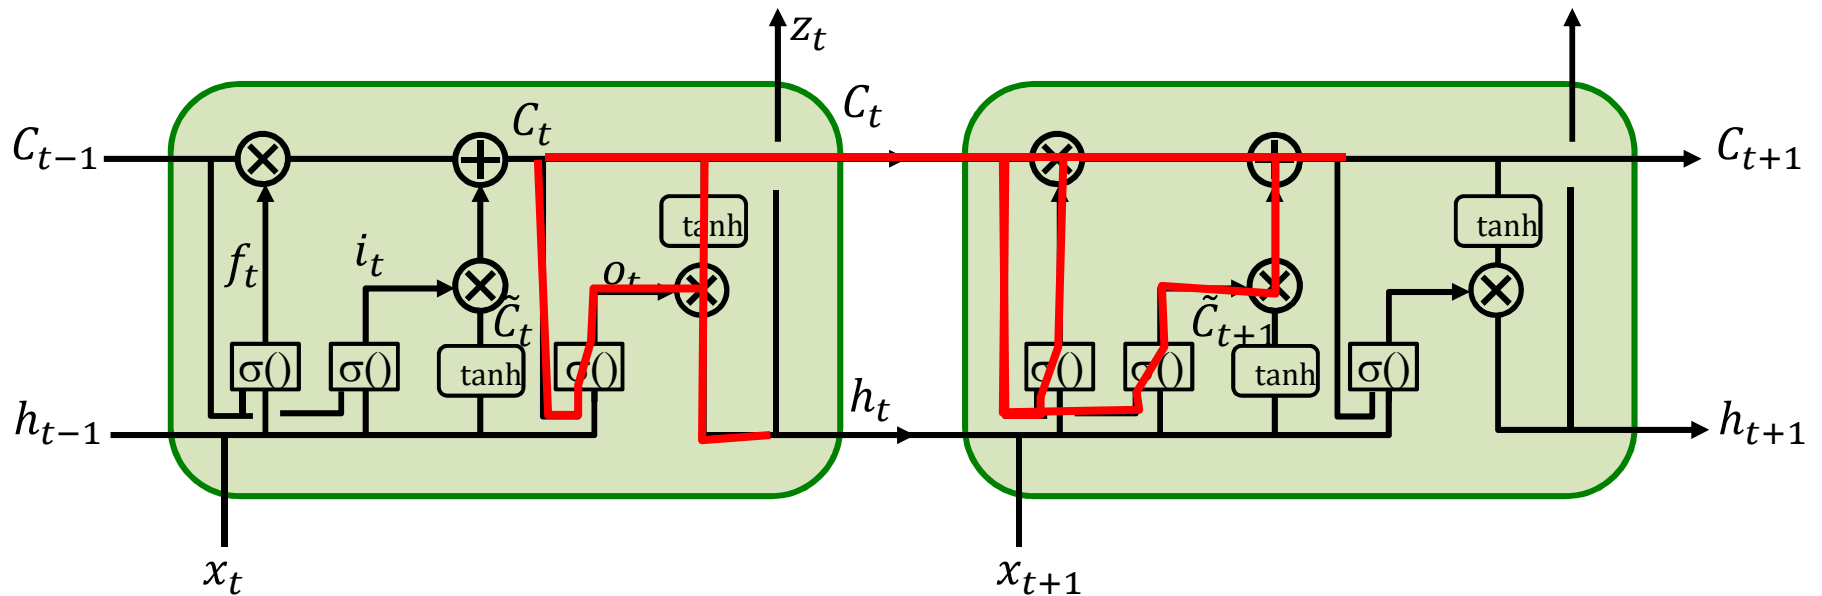 z_t
C_t
C_t
C_{t-1}
C_{t+1}
tanh
tanh
f_t
i_t
o_t
C̃_t
C̃_{t+1}
σ()
σ()
tanh
σ()
σ()
σ()
tanh
σ()
h_{t-1}
h_t
h_{t+1}
x_t
x_{t+1}